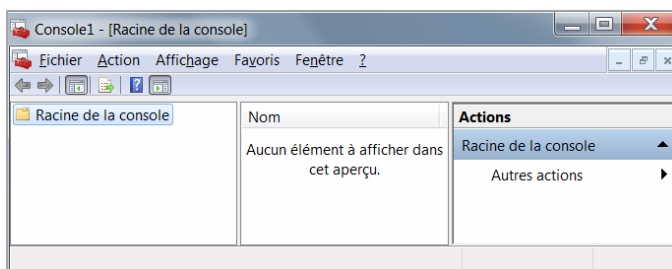 Console1 - [Racine de la console]
Fichier Action Affichage Favoris Fenêtre ?
Racine de la console
Nom
Aucun élément à afficher dans
cet aperçu.
Actions
Racine de la console
Autres actions